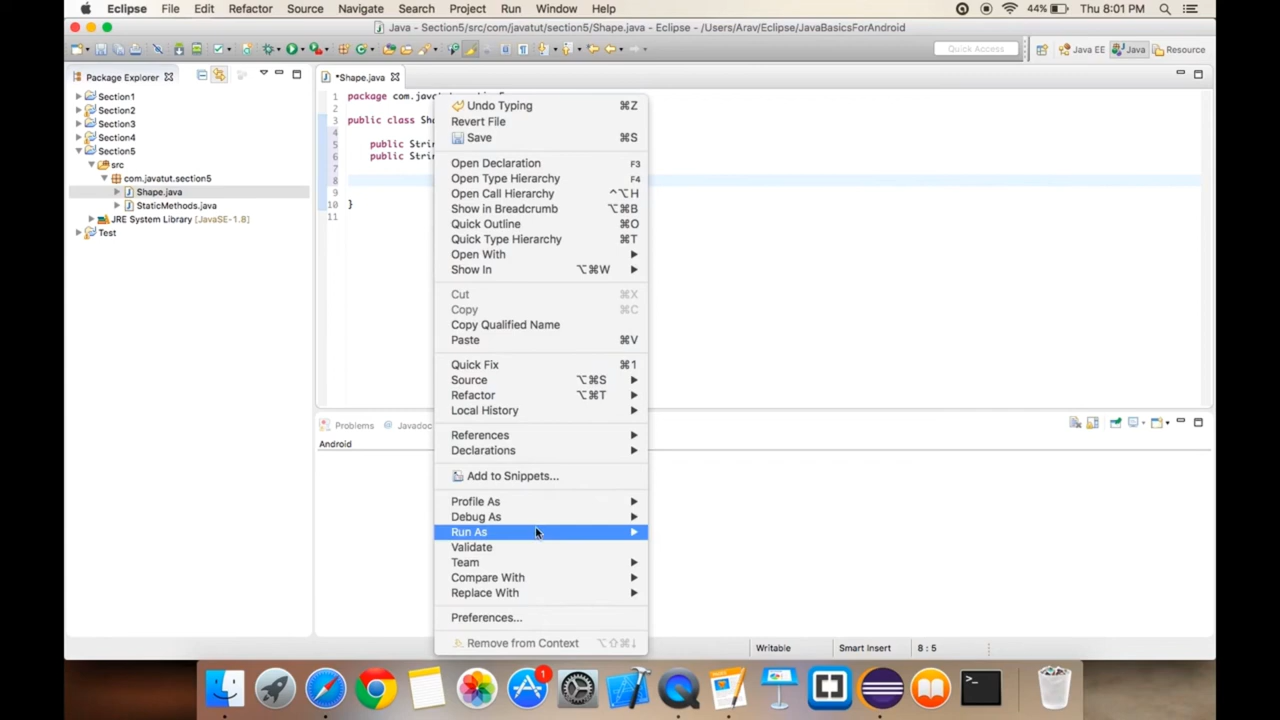 Eclipse File Edit Refactor Source Navigate Search Project Run Window Help 44% Thu 8:01 PM
Java - Section5/src/com/javatut/section5/Shape.java - Eclipse - /Users/Arav/Eclipse/JavaBasicsForAndroid
Quick Access Java EE Java Resource
Package Explorer
Section1
Section2
Section3
Section4
Section5
src
com.javatut.section5
Shape.java
StaticMethods.java
JRE System Library [JavaSE-1.8]
Test
*Shape.java
1 package com.javat
2
3 public class Sha
4
5 public Strin
6 public Strin
7
8
9
10 }
11
Undo Typing ⌘Z
Revert File
Save ⌘S
Open Declaration F3
Open Type Hierarchy F4
Open Call Hierarchy ^⌥H
Show in Breadcrumb ⌥⌘B
Quick Outline ⌘O
Quick Type Hierarchy ⌘T
Open With
Show In ⌥⌘W
Cut ⌘X
Copy ⌘C
Copy Qualified Name
Paste ⌘V
Quick Fix ⌘1
Source ⌥⌘S
Refactor ⌥⌘T
Local History
References
Declarations
Add to Snippets...
Profile As
Debug As
Run As
Validate
Team
Compare With
Replace With
Preferences...
Remove from Context ⌥⇧⌘↓
Problems Javadoc
Android
Writable Smart Insert 8 : 5
1